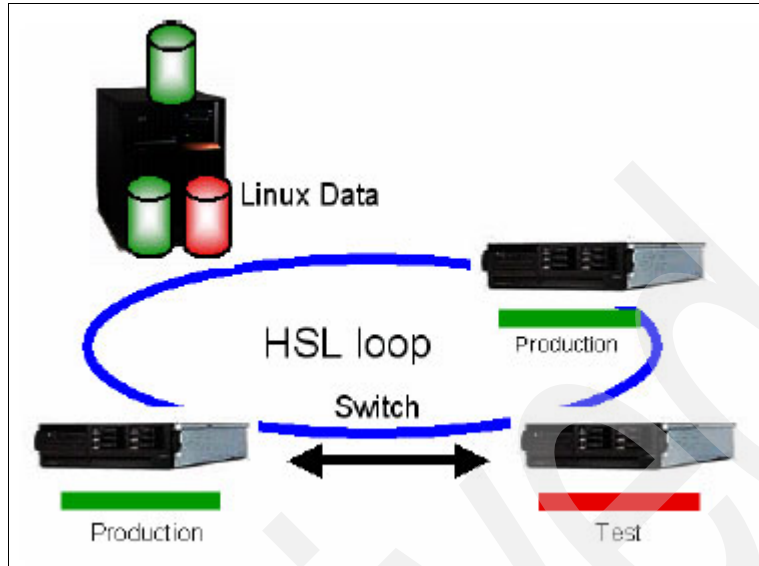 Linux Data
HSL loop
Production
Switch
Production
Test